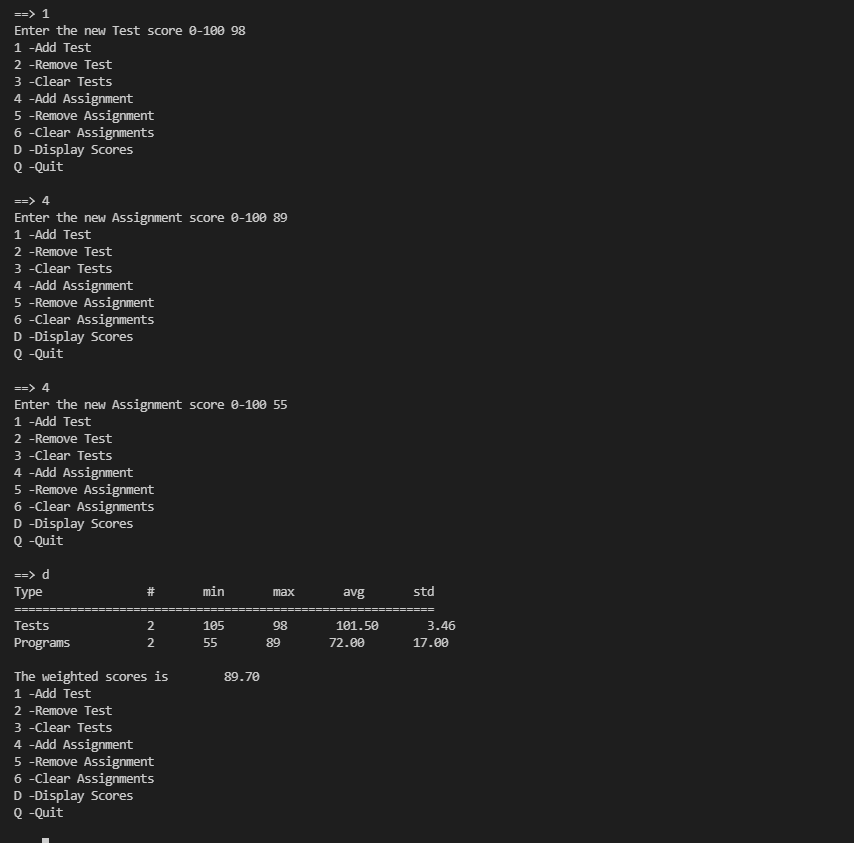 ==> 1
Enter the new Test score 0-100 98
1 -Add Test
2 -Remove Test
3 -Clear Tests
4 -Add Assignment
5 -Remove Assignment
6 -Clear Assignments
D -Display Scores
Q -Quit

==> 4
Enter the new Assignment score 0-100 89
1 -Add Test
2 -Remove Test
3 -Clear Tests
4 -Add Assignment
5 -Remove Assignment
6 -Clear Assignments
D -Display Scores
Q -Quit

==> 4
Enter the new Assignment score 0-100 55
1 -Add Test
2 -Remove Test
3 -Clear Tests
4 -Add Assignment
5 -Remove Assignment
6 -Clear Assignments
D -Display Scores
Q -Quit

==> d
Type               #       min       max       avg       std
============================================================
Tests              2       105       98       101.50       3.46
Programs           2       55       89       72.00       17.00

The weighted scores is        89.70
1 -Add Test
2 -Remove Test
3 -Clear Tests
4 -Add Assignment
5 -Remove Assignment
6 -Clear Assignments
D -Display Scores
Q -Quit